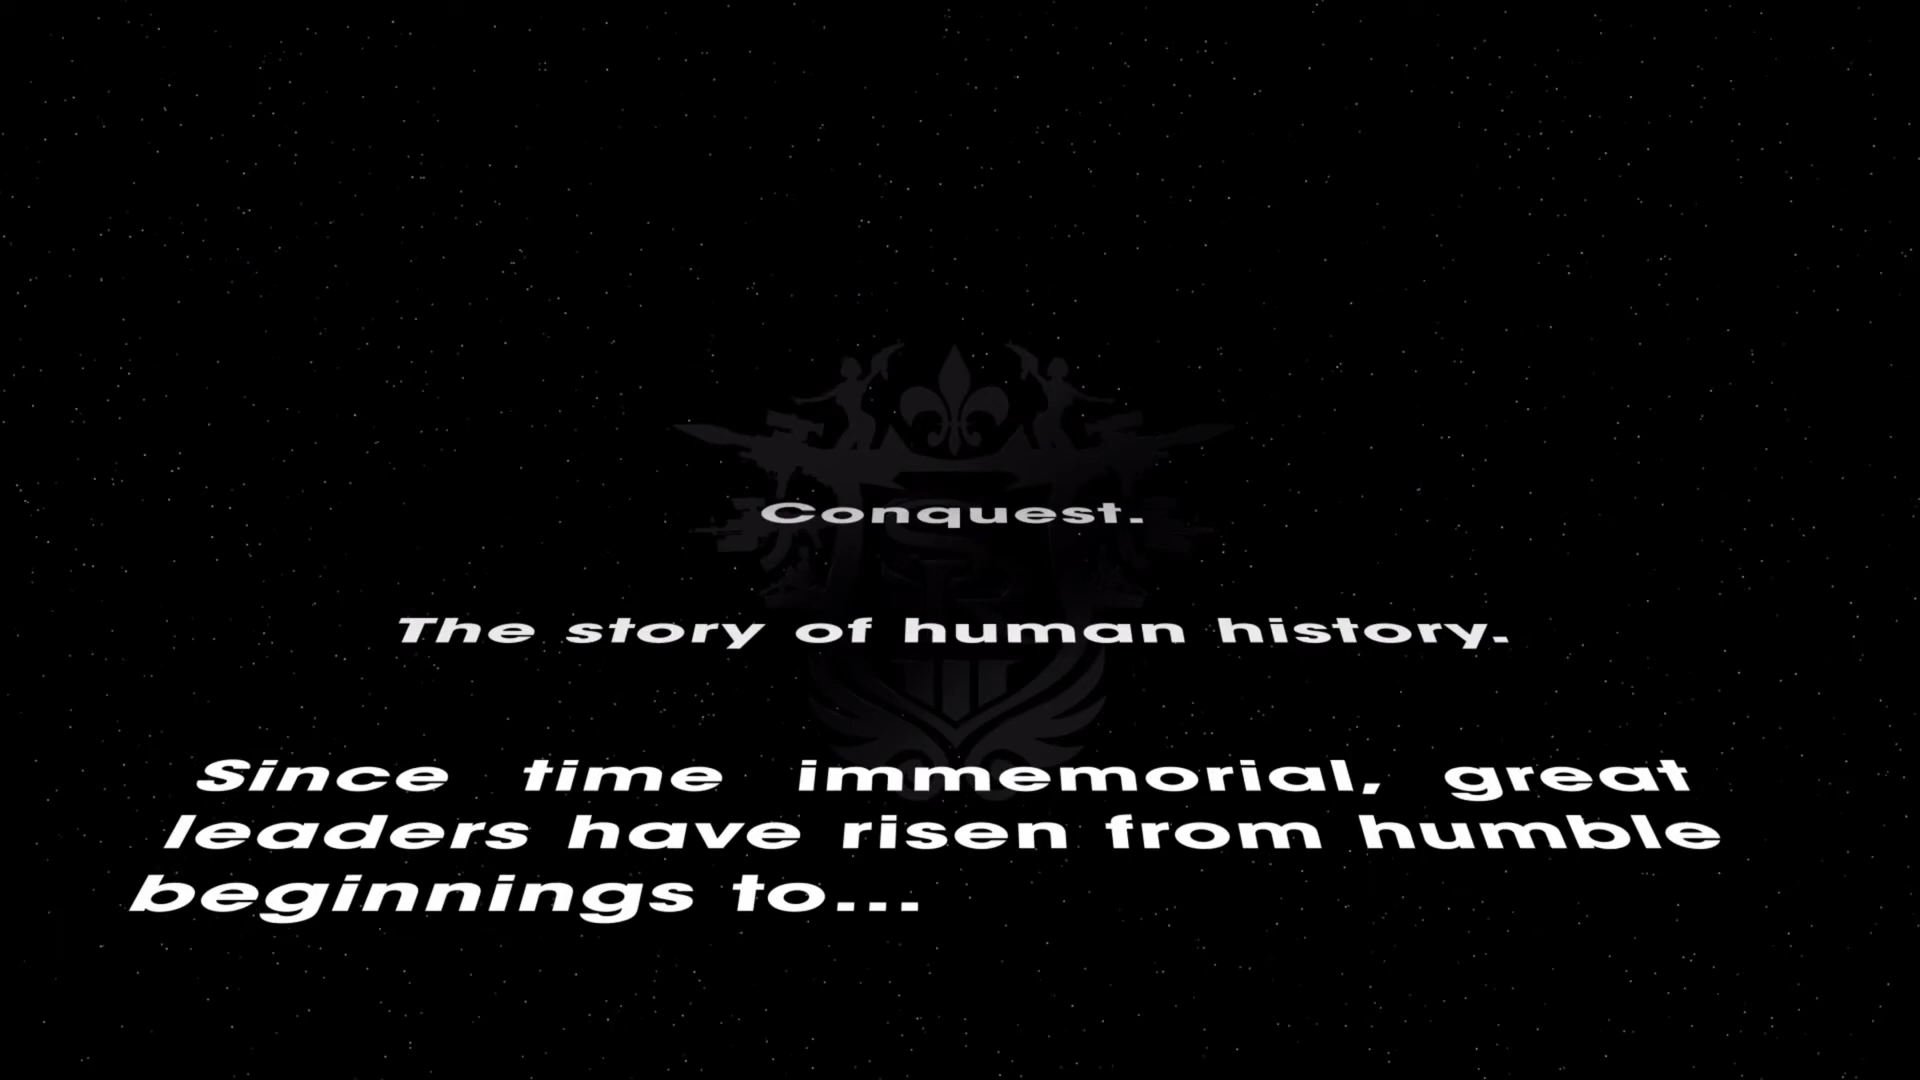 Conquest.
The story of human history.
Since time immemorial, great
leaders have risen from humble
beginnings to...